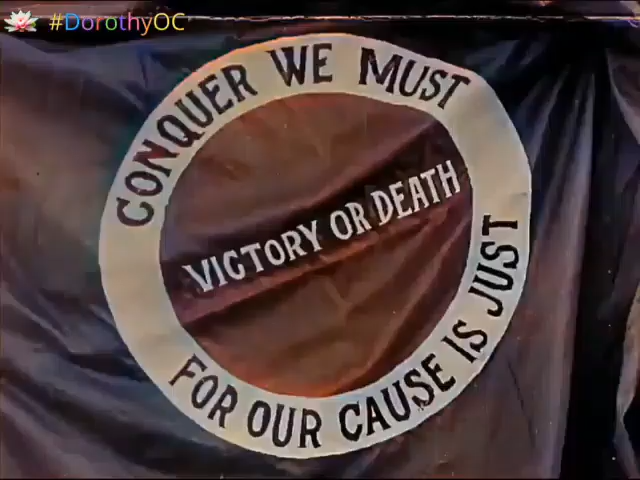 #DorothyOC
CONQUER WE MUST
VICTORY OR DEATH
FOR OUR CAUSE IS JUST